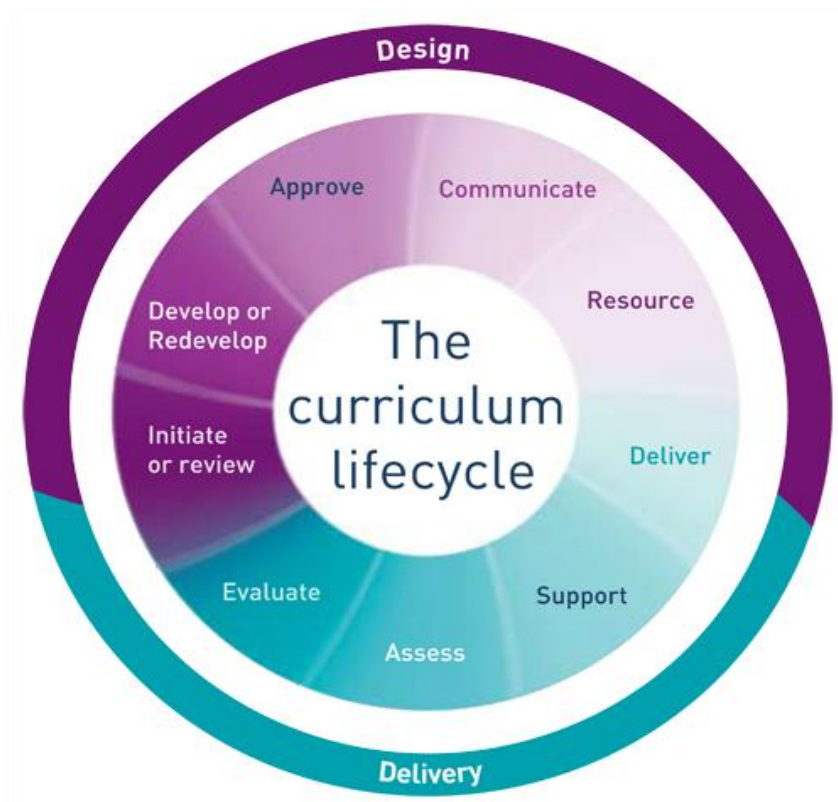 Design
Approve
Communicate
Develop or
Redevelop
Resource
The
curriculum
lifecycle
Initiate
or review
Deliver
Evaluate
Support
Assess
Delivery